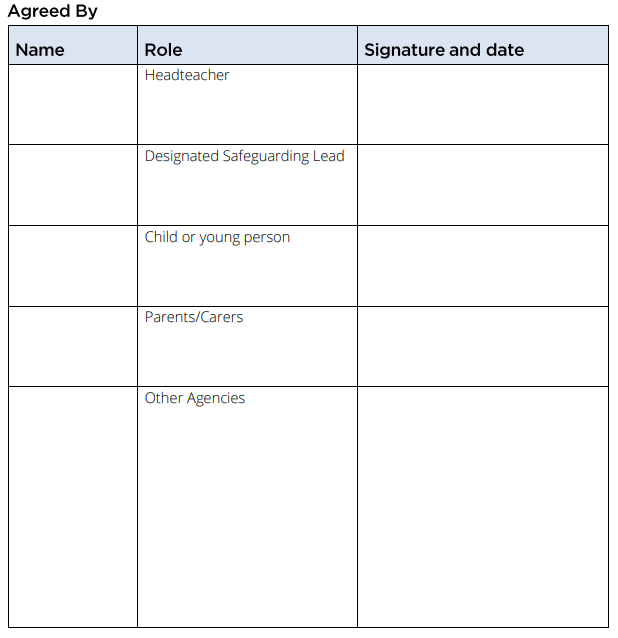 Agreed By
Name Role Signature and date
Headteacher
Designated Safeguarding Lead
Child or young person
Parents/Carers
Other Agencies